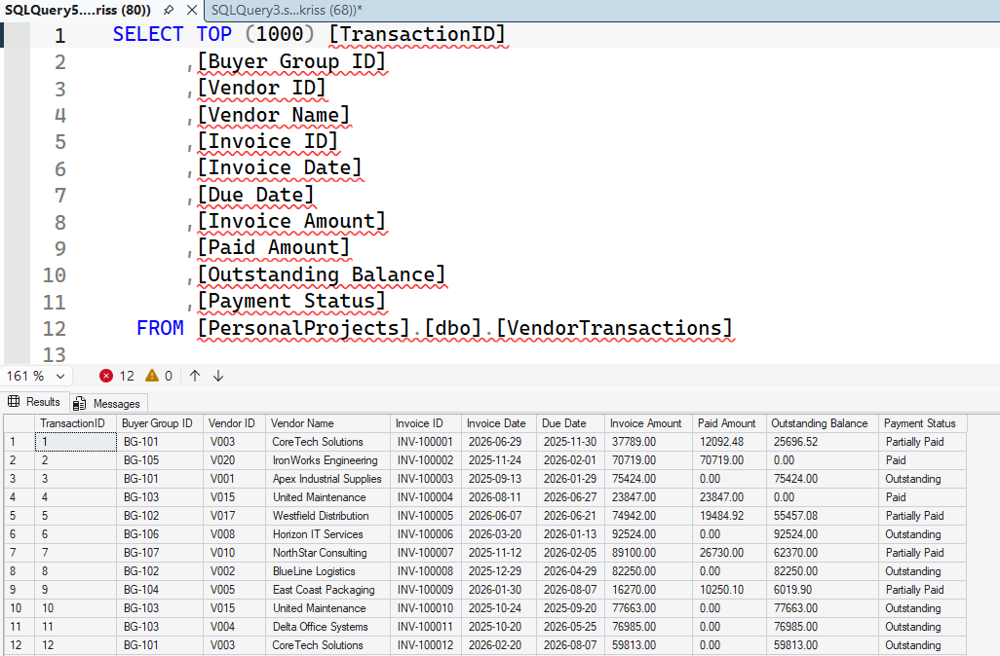 SQLQuery5....riss (80)) SQLQuery3.s...kriss (68))*
1 SELECT TOP (1000) [TransactionID]
2 ,[Buyer Group ID]
3 ,[Vendor ID]
4 ,[Vendor Name]
5 ,[Invoice ID]
6 ,[Invoice Date]
7 ,[Due Date]
8 ,[Invoice Amount]
9 ,[Paid Amount]
10 ,[Outstanding Balance]
11 ,[Payment Status]
12 FROM [PersonalProjects].[dbo].[VendorTransactions]
13
161 % 12 0
Results Messages
TransactionID Buyer Group ID Vendor ID Vendor Name Invoice ID Invoice Date Due Date Invoice Amount Paid Amount Outstanding Balance Payment Status
1 1 BG-101 V003 CoreTech Solutions INV-100001 2026-06-29 2025-11-30 37789.00 12092.48 25696.52 Partially Paid
2 2 BG-105 V020 IronWorks Engineering INV-100002 2025-11-24 2026-02-01 70719.00 70719.00 0.00 Paid
3 3 BG-101 V001 Apex Industrial Supplies INV-100003 2025-09-13 2026-01-29 75424.00 0.00 75424.00 Outstanding
4 4 BG-103 V015 United Maintenance INV-100004 2026-08-11 2026-06-27 23847.00 23847.00 0.00 Paid
5 5 BG-102 V017 Westfield Distribution INV-100005 2026-06-07 2026-06-21 74942.00 19484.92 55457.08 Partially Paid
6 6 BG-106 V008 Horizon IT Services INV-100006 2026-03-20 2026-01-13 92524.00 0.00 92524.00 Outstanding
7 7 BG-107 V010 NorthStar Consulting INV-100007 2025-11-12 2026-02-05 89100.00 26730.00 62370.00 Partially Paid
8 8 BG-102 V002 BlueLine Logistics INV-100008 2025-12-29 2026-04-29 82250.00 0.00 82250.00 Outstanding
9 9 BG-104 V005 East Coast Packaging INV-100009 2026-01-30 2026-08-07 16270.00 10250.10 6019.90 Partially Paid
10 10 BG-103 V015 United Maintenance INV-100010 2025-10-24 2025-09-20 77663.00 0.00 77663.00 Outstanding
11 11 BG-103 V004 Delta Office Systems INV-100011 2025-10-20 2026-05-25 76985.00 0.00 76985.00 Outstanding
12 12 BG-101 V003 CoreTech Solutions INV-100012 2026-02-20 2026-08-07 59813.00 0.00 59813.00 Outstanding